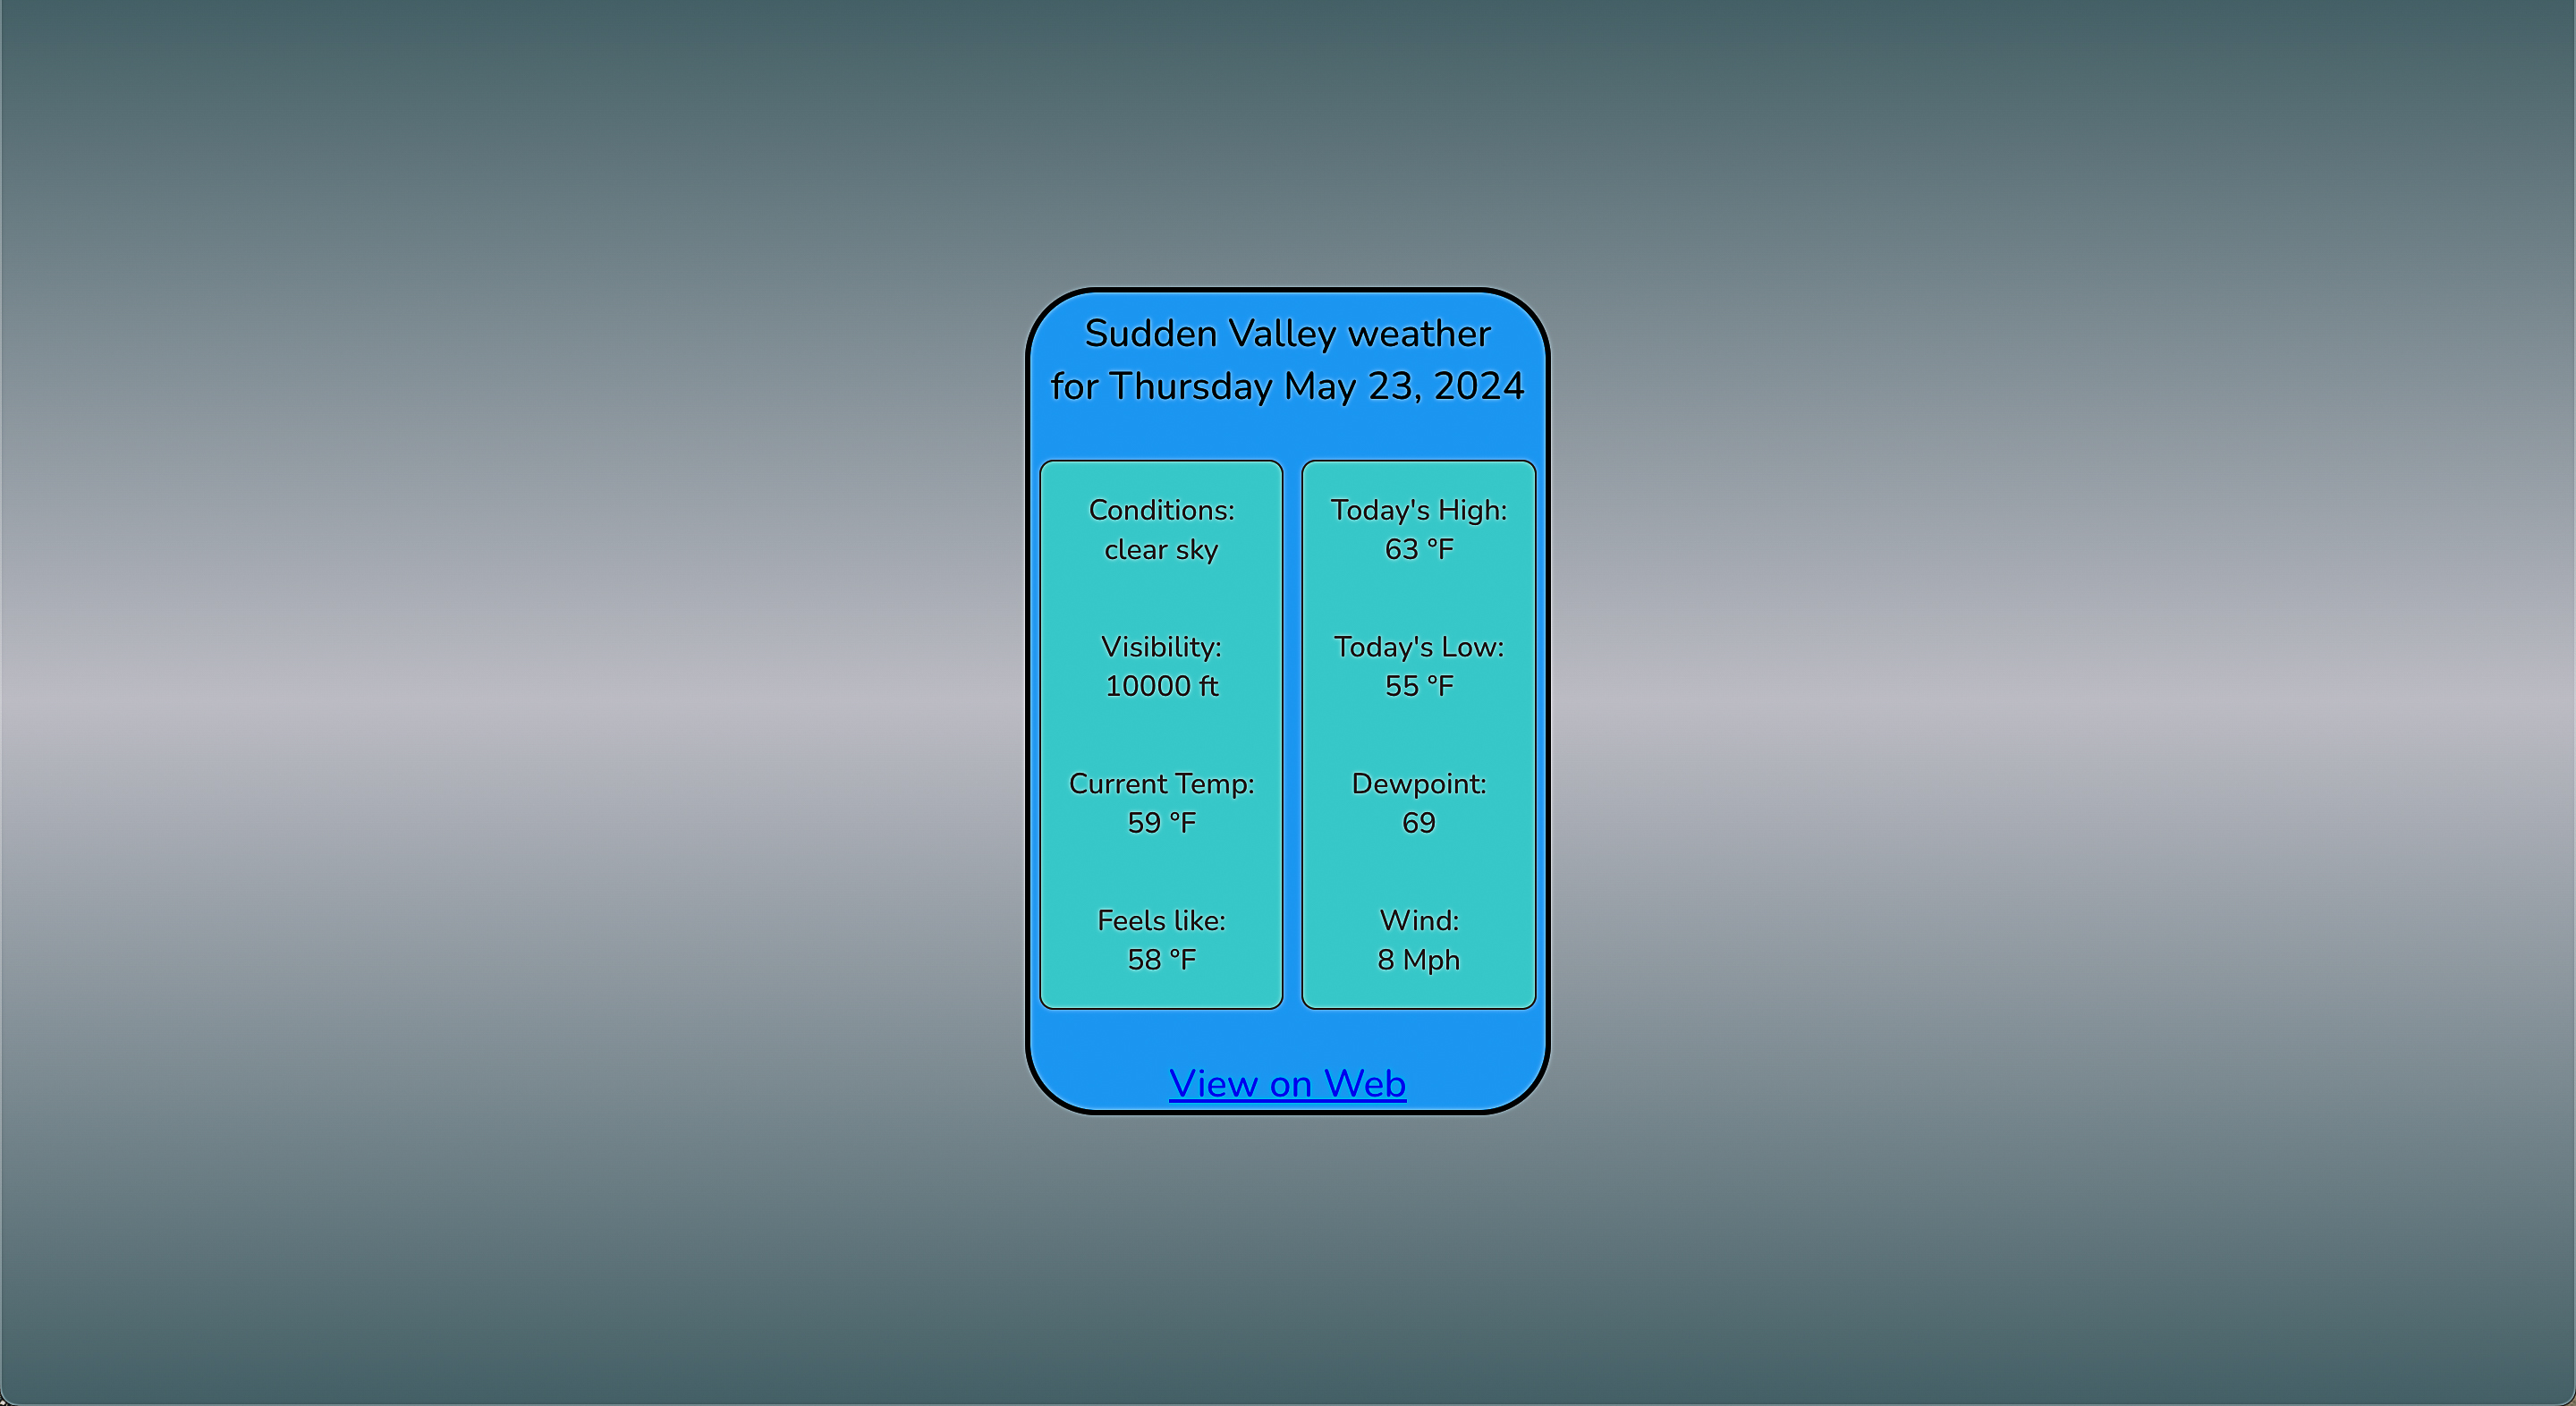 Sudden Valley weather
for Thursday May 23, 2024
Conditions:
clear sky
Visibility:
10000 ft
Current Temp:
59 °F
Feels like:
58 °F
Today's High:
63 °F
Today's Low:
55 °F
Dewpoint:
69
Wind:
8 Mph
View on Web